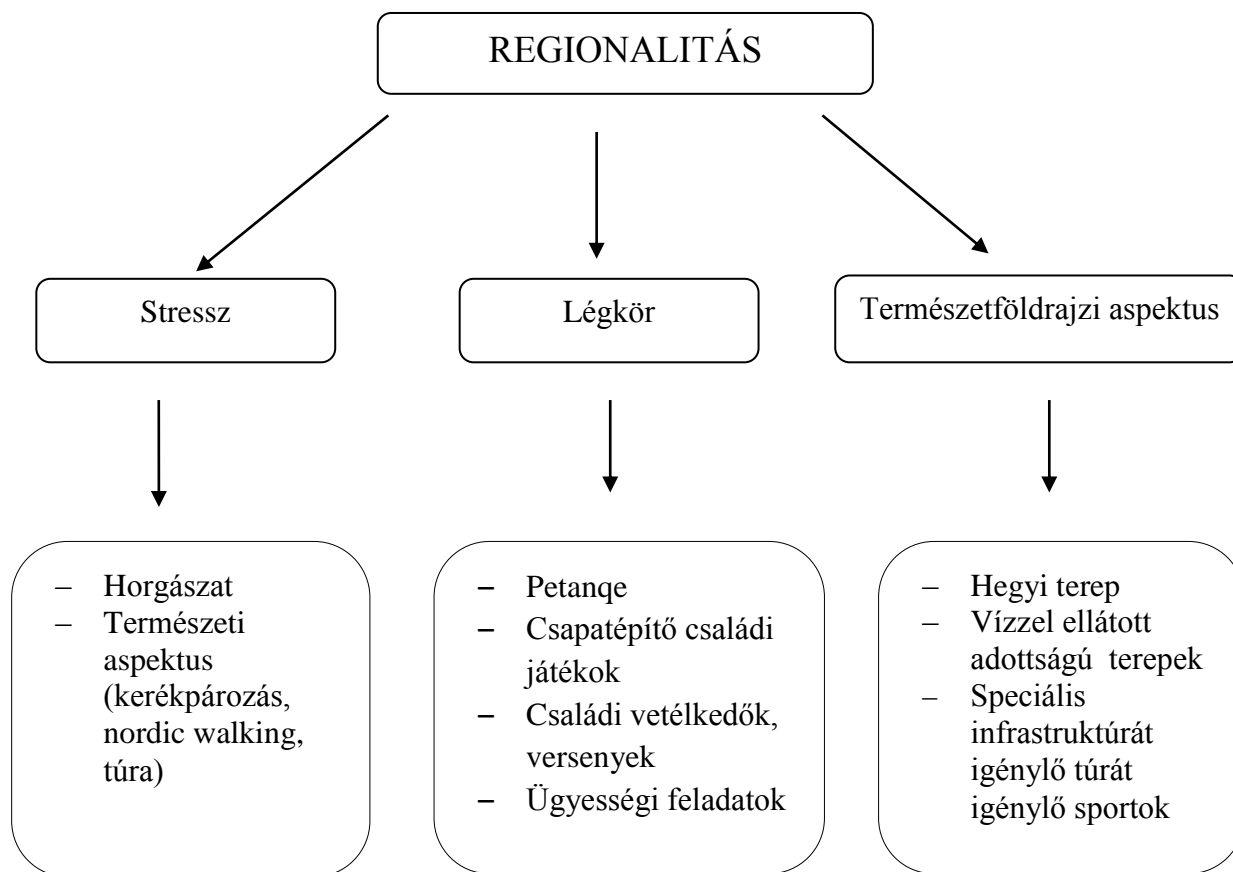 REGIONALITÁS
Stressz
Légkör
Természetföldrajzi aspektus
– Horgászat
– Természeti
aspektus
(kerékpározás,
nordic walking,
túra)
– Petanqe
– Csapatépítő családi
játékok
– Családi vetélkedők,
versenyek
– Ügyességi feladatok
– Hegyi terep
– Vízzel ellátott
adottságú terepek
– Speciális
infrastruktúrát
igénylő túrát
igénylő sportok